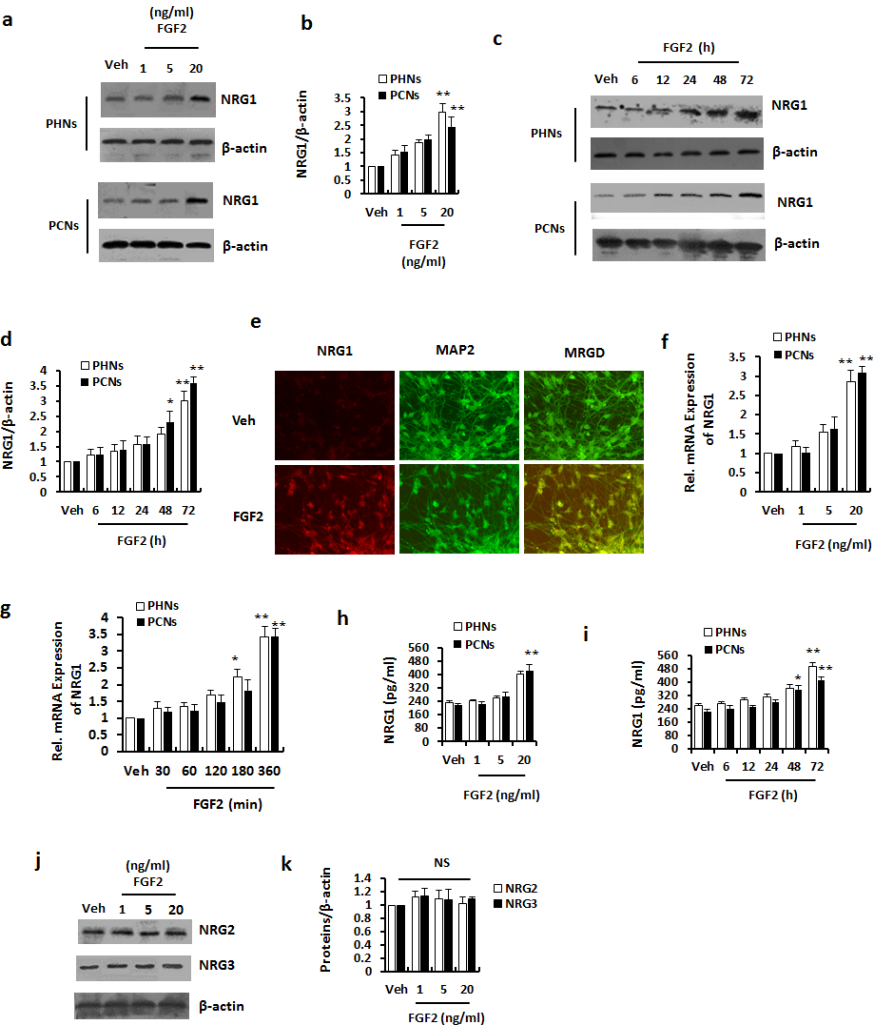 a
(ng/ml)
FGF2
Veh 1 5 20
PHNs
NRG1
β-actin
PCNs
NRG1
β-actin
b
PHNs
PCNs
NRG1/β-actin
3.5
3
2.5
2
1.5
1
0.5
** **
Veh 1 5 20
FGF2
(ng/ml)
c
FGF2 (h)
Veh 6 12 24 48 72
PHNs
NRG1
β-actin
PCNs
NRG1
β-actin
d
PHNs
PCNs
NRG1/β-actin
4
3.5
3
2.5
2
1.5
1
0.5
0
* ** **
Veh 6 12 24 48 72
FGF2 (h)
e
NRG1 MAP2 MRGD
Veh
FGF2
f
PHNs
PCNs
Rel. mRNA Expression
of NRG1
3.5
3
2.5
2
1.5
1
0.5
0
** **
Veh 1 5 20
FGF2 (ng/ml)
g
PHNs
PCNs
Rel. mRNA Expression
of NRG1
4
3.5
3
2.5
2
1.5
1
0.5
0
* ** **
Veh 30 60 120 180 360
FGF2 (min)
h
PHNs
PCNs
NRG1 (pg/ml)
560
480
400
320
240
160
80
0
**
Veh 1 5 20
FGF2 (ng/ml)
i
PHNs
PCNs
NRG1 (pg/ml)
560
480
400
320
240
160
80
0
* ** **
Veh 6 12 24 48 72
FGF2 (h)
j
(ng/ml)
FGF2
Veh 1 5 20
NRG2
NRG3
β-actin
k
NS
NRG2
NRG3
Proteins/β-actin
1.4
1.2
1
0.8
0.6
0.4
0.2
0
Veh 1 5 20
FGF2 (ng/ml)